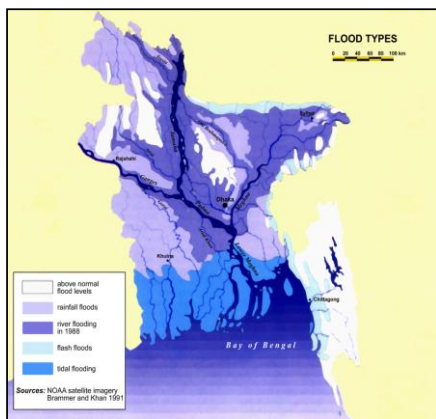 FLOOD TYPES
0 20 40 60 80 100 km
Rajshahi
Ganges
Dhaka
Khulna
Chittagong
Bay of Bengal
above normal
flood levels
rainfall floods
river flooding
in 1988
flash floods
tidal flooding
Sources: NOAA satellite imagery
Brammer and Khan 1991